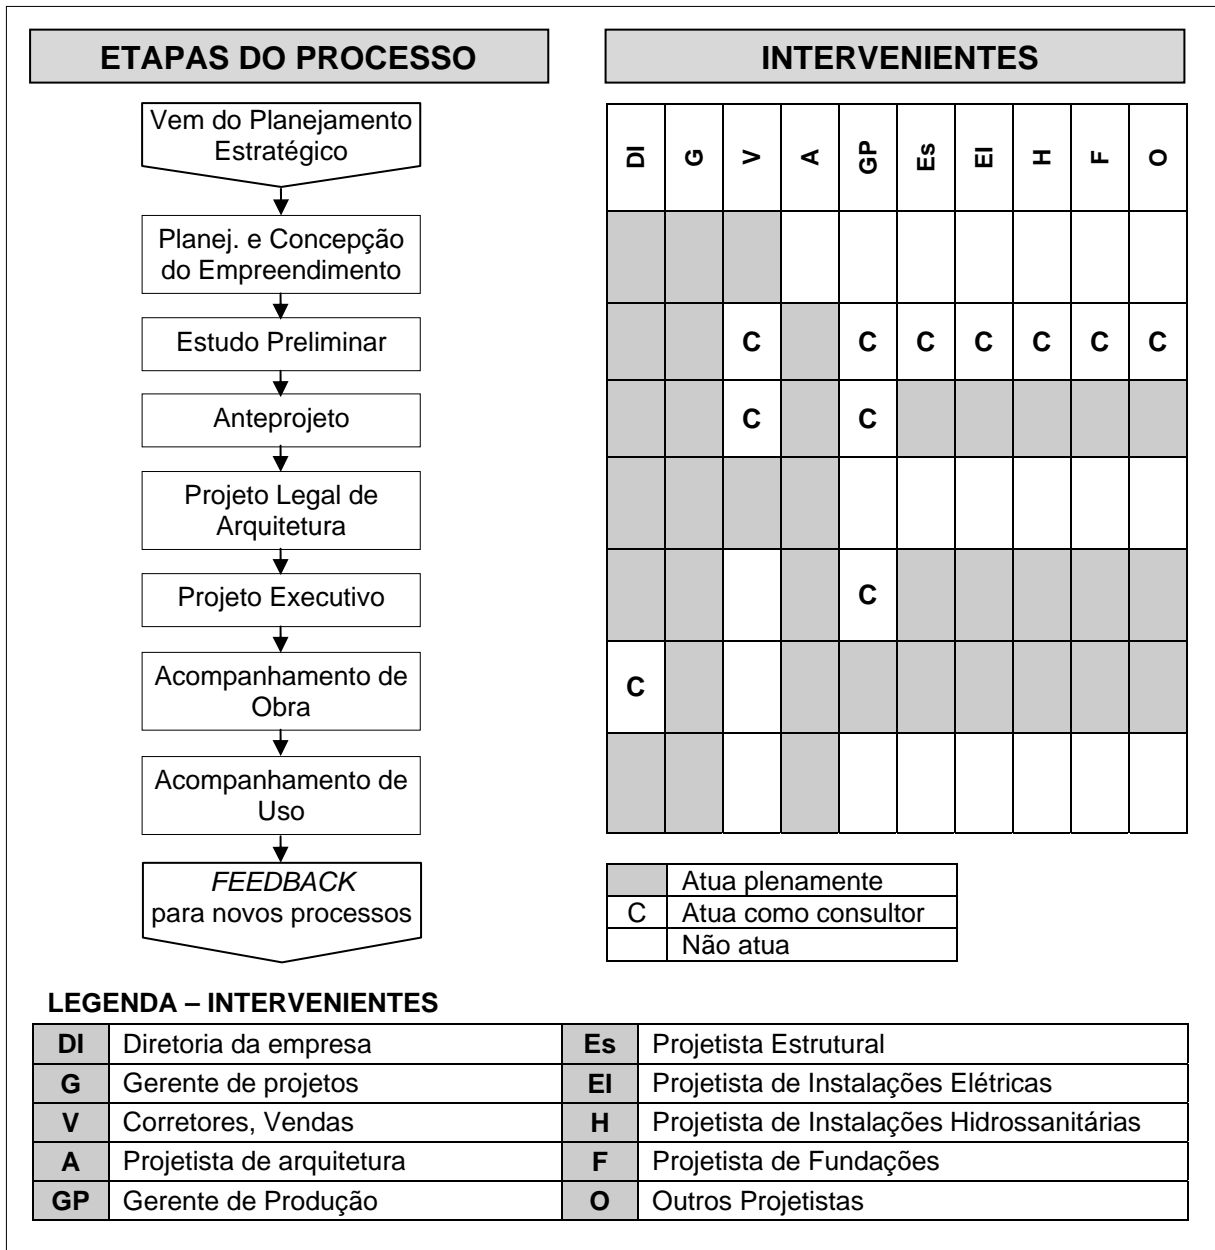 ETAPAS DO PROCESSO
INTERVENIENTES
Vem do Planejamento
Estratégico
DI G V A GP Es El H F O
Planej. e Concepção
do Empreendimento
Estudo Preliminar
C C C C C C C
Anteprojeto
C C
Projeto Legal de
Arquitetura
Projeto Executivo
C
Acompanhamento de
Obra
C
Acompanhamento de
Uso
FEEDBACK
para novos processos
Atua plenamente
C Atua como consultor
Não atua
LEGENDA – INTERVENIENTES
DI Diretoria da empresa Es Projetista Estrutural
G Gerente de projetos El Projetista de Instalações Elétricas
V Corretores, Vendas H Projetista de Instalações Hidrossanitárias
A Projetista de arquitetura F Projetista de Fundações
GP Gerente de Produção O Outros Projetistas